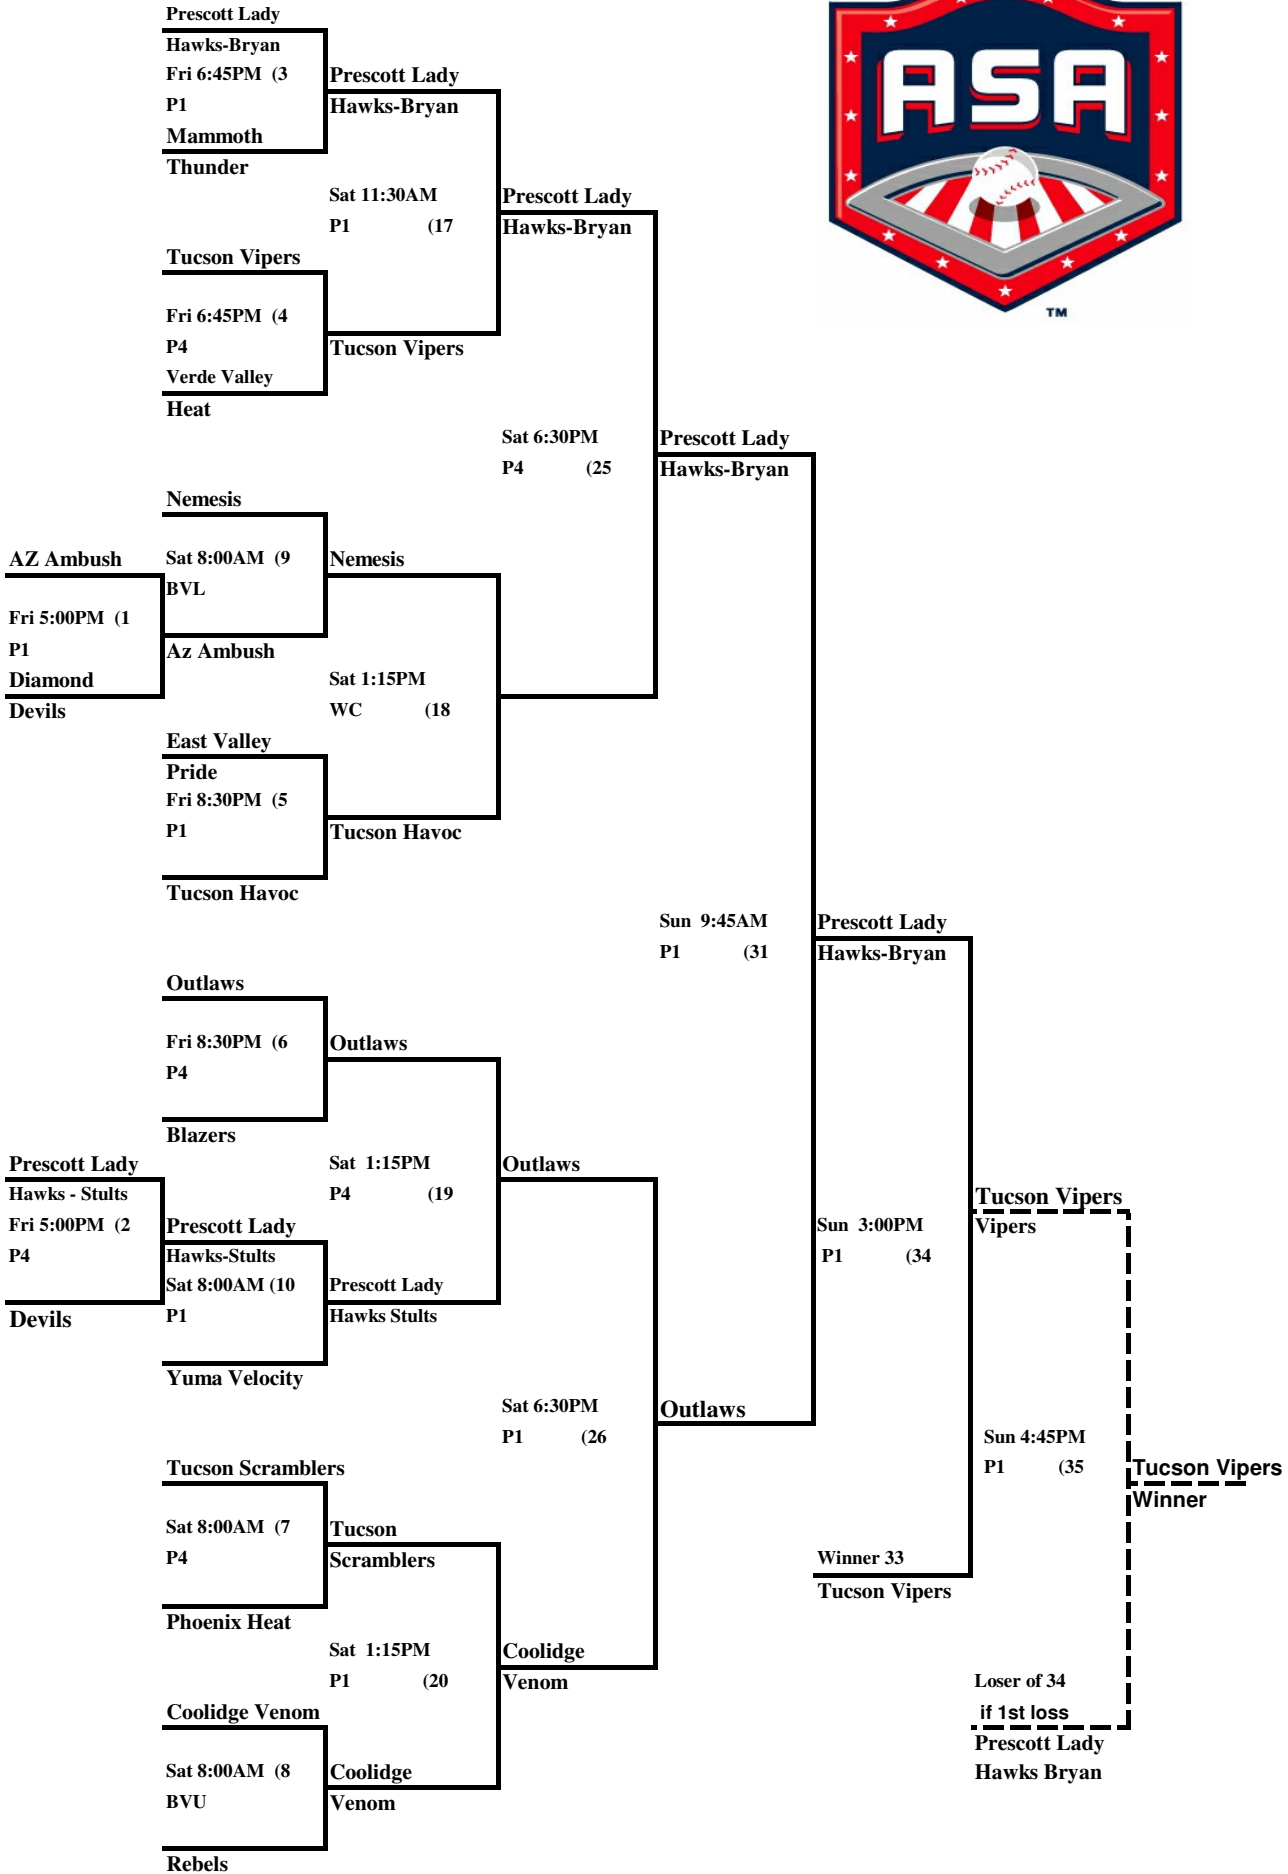 Prescott Lady
Hawks-Bryan
Fri 6:45PM (3
P1
Mammoth
Thunder
Prescott Lady
Hawks-Bryan
Sat 11:30AM
P1 (17
Prescott Lady
Hawks-Bryan
ASA
TM
Tucson Vipers
Fri 6:45PM (4
P4
Verde Valley
Heat
Tucson Vipers
Sat 6:30PM
P4 (25
Prescott Lady
Hawks-Bryan
Nemesis
Sat 8:00AM (9
BVL
Nemesis
AZ Ambush
Fri 5:00PM (1
P1
Diamond
Devils
Az Ambush
Sat 1:15PM
WC (18
East Valley
Pride
Fri 8:30PM (5
P1
Tucson Havoc
Tucson Havoc
Sun 9:45AM
P1 (31
Prescott Lady
Hawks-Bryan
Outlaws
Fri 8:30PM (6
P4
Outlaws
Blazers
Prescott Lady
Hawks - Stults
Fri 5:00PM (2
P4
Devils
Sat 1:15PM
P4 (19
Outlaws
Prescott Lady
Hawks-Stults
Sat 8:00AM (10
P1
Prescott Lady
Hawks Stults
Yuma Velocity
Sun 3:00PM
P1 (34
Tucson Vipers
Vipers
Sat 6:30PM
P1 (26
Outlaws
Sun 4:45PM
P1 (35
Tucson Vipers
Winner
Tucson Scramblers
Sat 8:00AM (7
P4
Tucson
Scramblers
Phoenix Heat
Winner 33
Tucson Vipers
Sat 1:15PM
P1 (20
Coolidge
Venom
Loser of 34
if 1st loss
Prescott Lady
Hawks Bryan
Coolidge Venom
Sat 8:00AM (8
BVU
Coolidge
Venom
Rebels